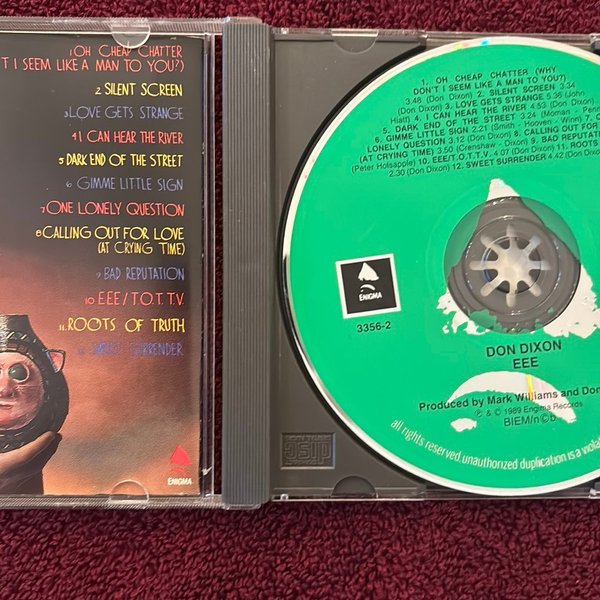 1 OH CHEAP CHATTER
T I SEEM LIKE A MAN TO YOU?)
2 SILENT SCREEN
3 LOVE GETS STRANGE
4 I CAN HEAR THE RIVER
5 DARK END OF THE STREET
6 GIMME LITTLE SIGN
7 ONE LONELY QUESTION
8 CALLING OUT FOR LOVE
(AT CRYING TIME)
9 BAD REPUTATION
10 EEE / T.O.T.T.V.
11. ROOTS OF TRUTH
SURRENDER
ENIGMA
1. OH CHEAP CHATTER (WHY
DON'T I SEEM LIKE A MAN TO YOU?)
3.48 (Don Dixon) 2. SILENT SCREEN 3.34
(Don Dixon) 3. LOVE GETS STRANGE 5.36 (John
Hiatt) 4. I CAN HEAR THE RIVER 4.53 (Don Dixon)
5. DARK END OF THE STREET 3.24 (Moman - Penn
6. GIMME LITTLE SIGN 2.21 (Smith - Hooven - Winn) 7. O
LONELY QUESTION 3.12 (Don Dixon) 8. CALLING OUT FOR
(AT CRYING TIME) 3.50 (Crenshaw - Dixon) 9. BAD REPUTAT
(Peter Holsapple) 10. EEE/T.O.T.T.V. 4.07 (Don Dixon) 11. ROOTS
2.30 (Don Dixon) 12. SWEET SURRENDER 4.42 (Don Dix
ENIGMA
3356-2
DON DIXON
EEE
Produced by Mark Williams and Don
℗ & © 1989 Enigma Records
BIEM/n©b
all rights reserved. unauthorized duplication is a viola
COMPACT
disc